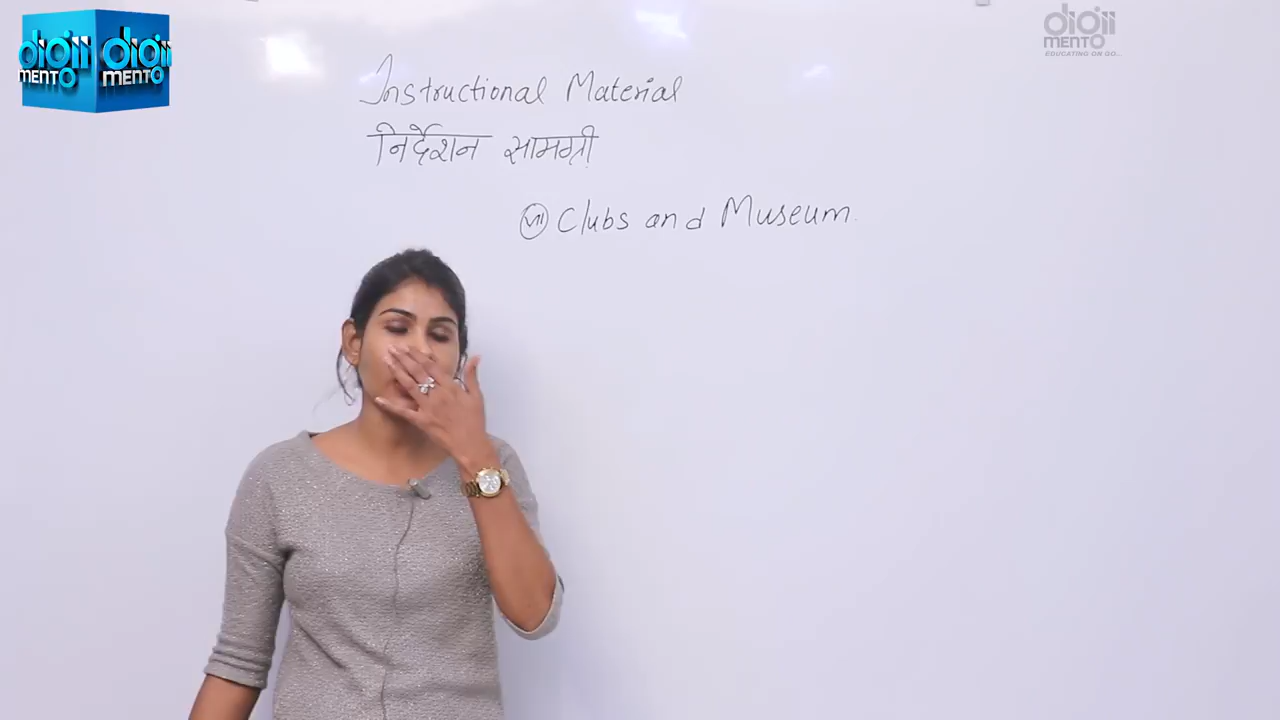 digii MENTO digii MENTO
digii
MENTO
EDUCATING ON GO...
Instructional Material
निर्देशन सामग्री
VII Clubs and Museum.